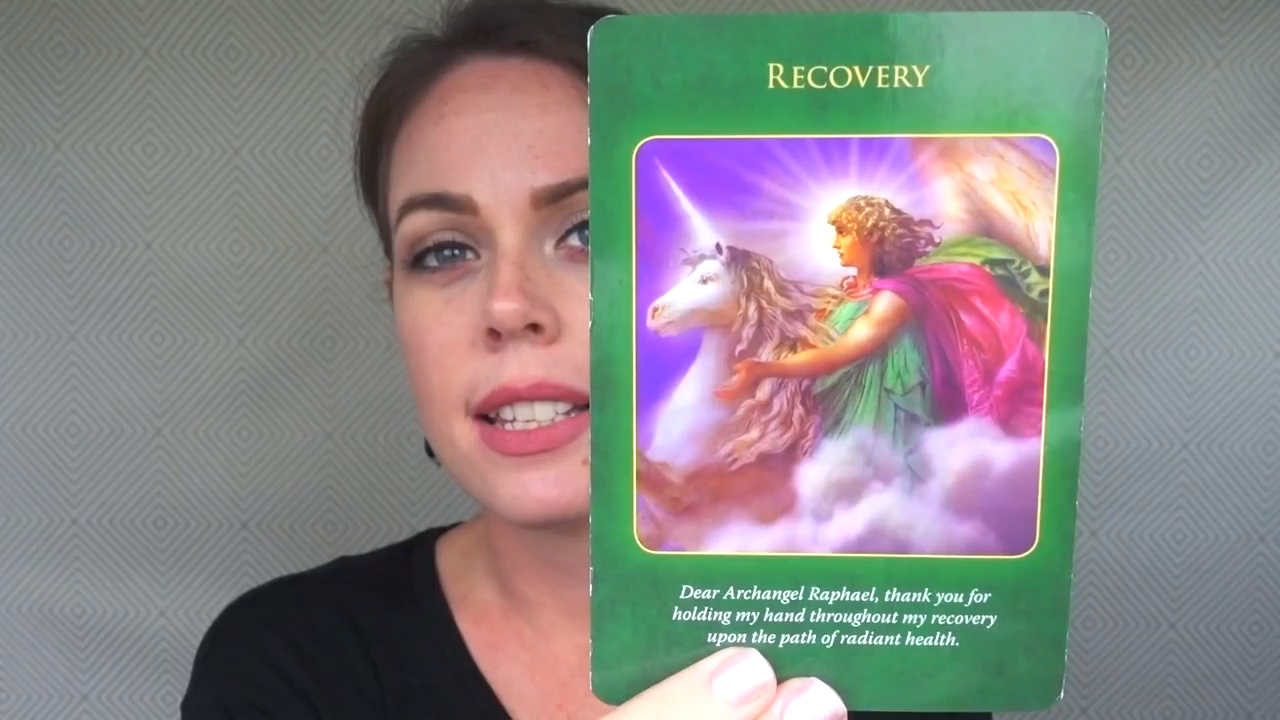 RECOVERY
Dear Archangel Raphael, thank you for
holding my hand throughout my recovery
upon the path of radiant health.